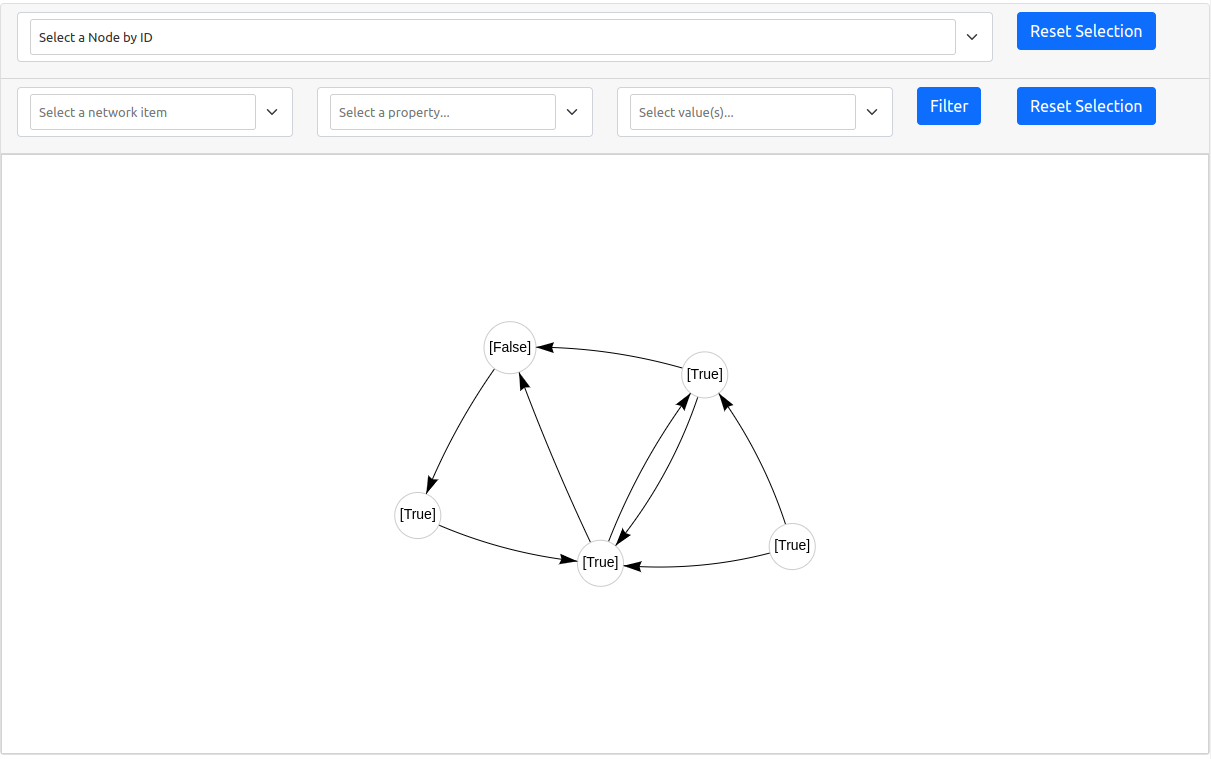 Select a Node by ID
Reset Selection
Select a network item
Select a property...
Select value(s)...
Filter
Reset Selection
[False]
[True]
[True]
[True]
[True]